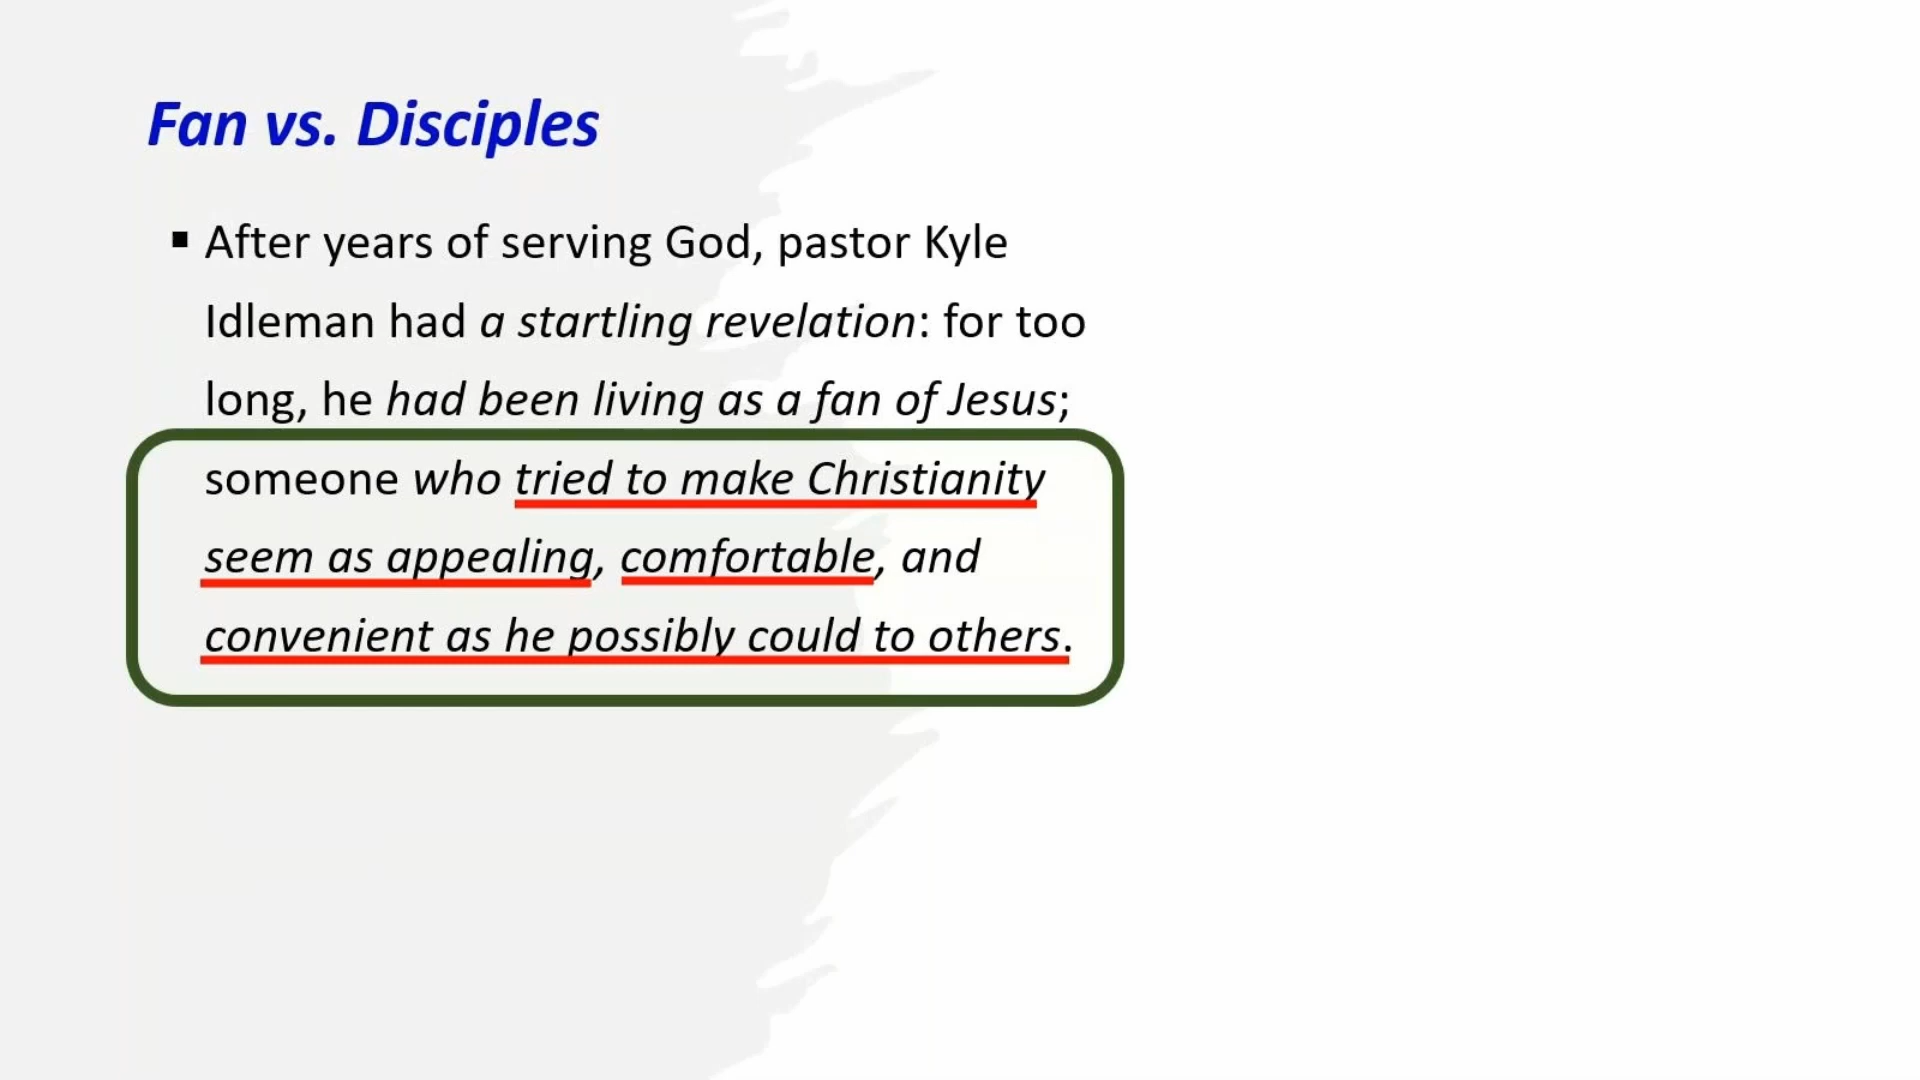 Fan vs. Disciples
▪ After years of serving God, pastor Kyle
Idleman had a startling revelation: for too
long, he had been living as a fan of Jesus;
someone who tried to make Christianity
seem as appealing, comfortable, and
convenient as he possibly could to others.